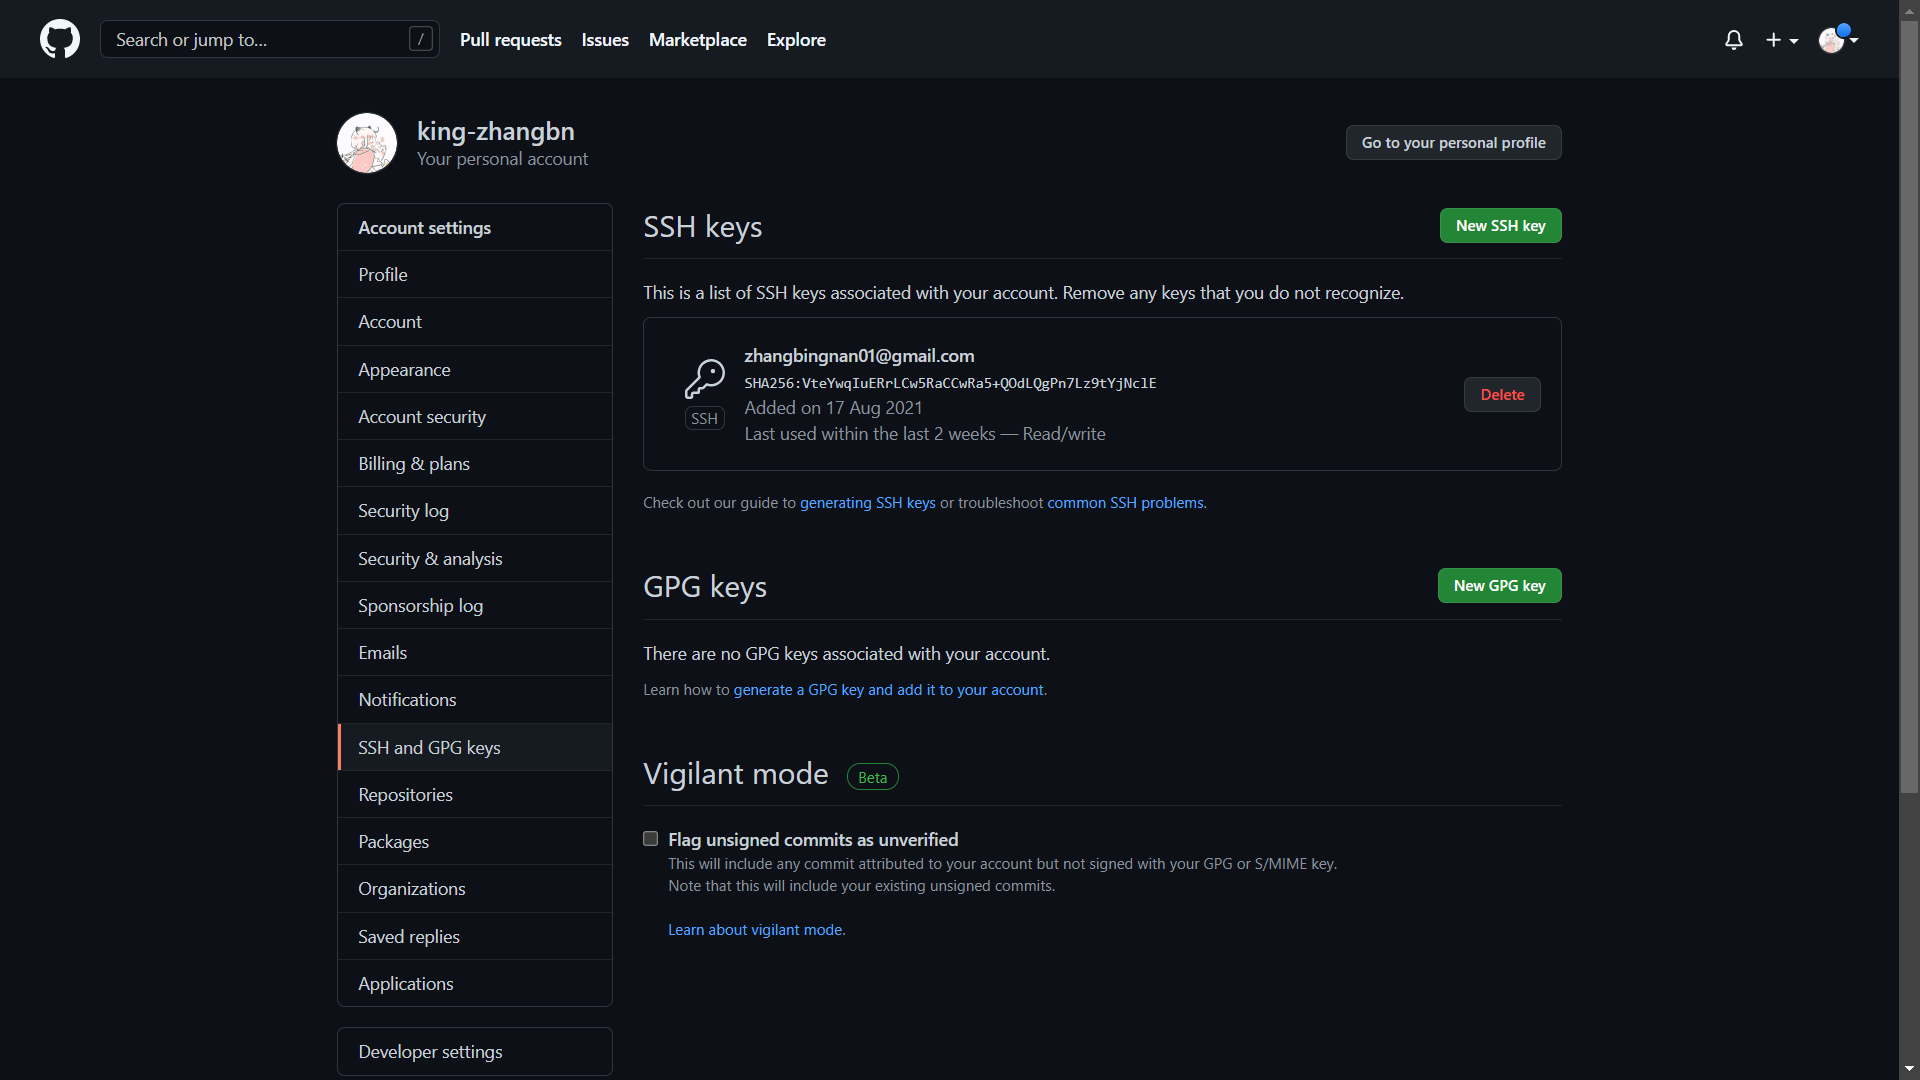 Search or jump to... /
Pull requests Issues Marketplace Explore
king-zhangbn
Your personal account
Go to your personal profile
Account settings
Profile
Account
Appearance
Account security
Billing & plans
Security log
Security & analysis
Sponsorship log
Emails
Notifications
SSH and GPG keys
Repositories
Packages
Organizations
Saved replies
Applications
Developer settings
SSH keys
New SSH key
This is a list of SSH keys associated with your account. Remove any keys that you do not recognize.
SSH
zhangbingnan01@gmail.com
SHA256:VteYwqIuERrLCw5RaCCwRa5+QOdLQgPn7Lz9tYjNclE
Added on 17 Aug 2021
Last used within the last 2 weeks — Read/write
Delete
Check out our guide to generating SSH keys or troubleshoot common SSH problems.
GPG keys
New GPG key
There are no GPG keys associated with your account.
Learn how to generate a GPG key and add it to your account.
Vigilant mode Beta
Flag unsigned commits as unverified
This will include any commit attributed to your account but not signed with your GPG or S/MIME key.
Note that this will include your existing unsigned commits.
Learn about vigilant mode.